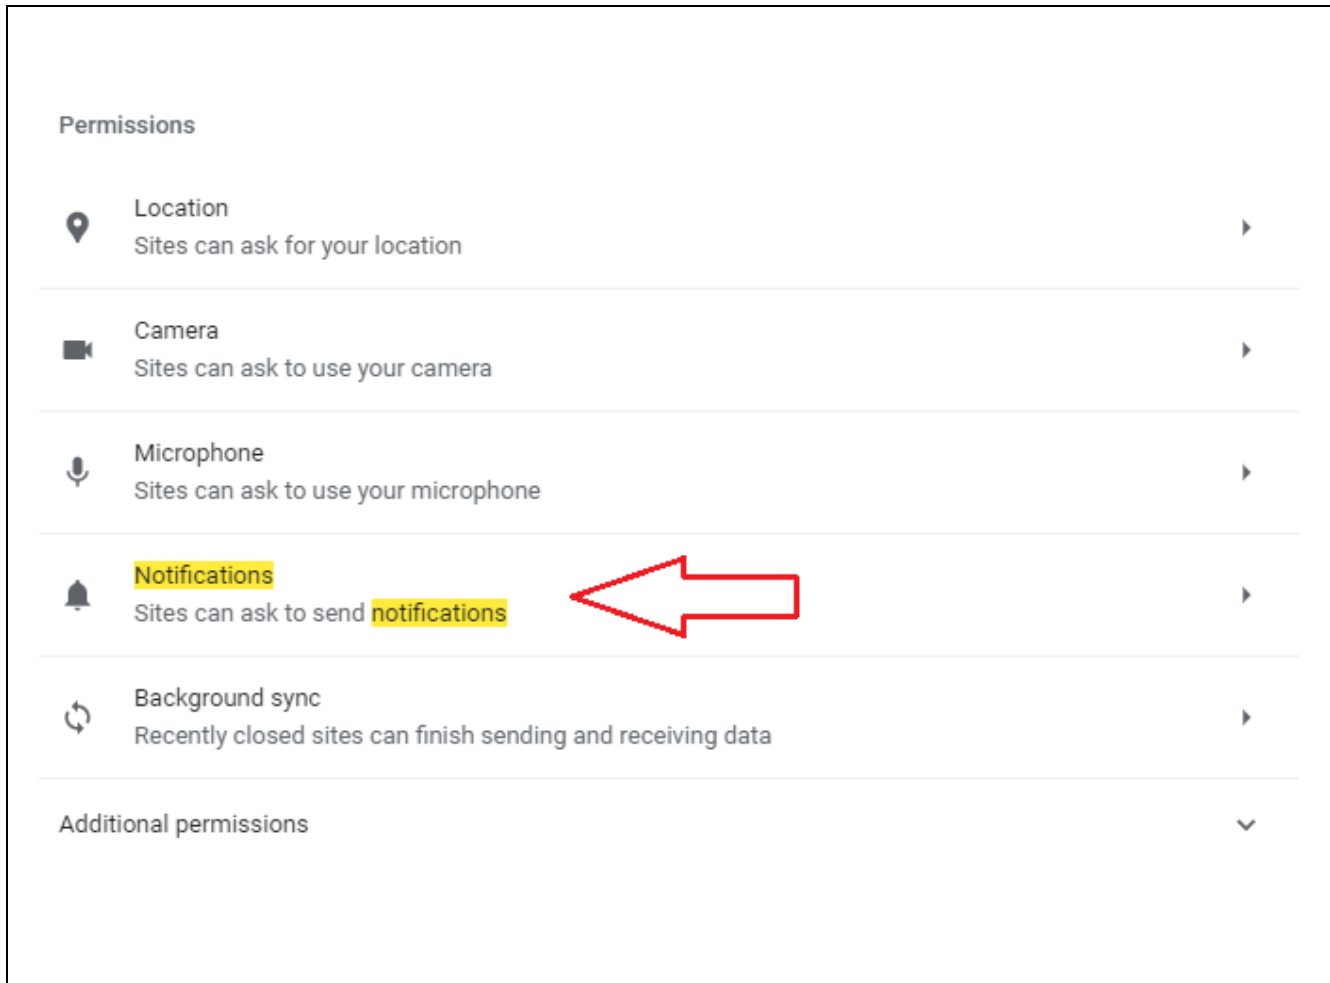 Permissions
Location
Sites can ask for your location
Camera
Sites can ask to use your camera
Microphone
Sites can ask to use your microphone
Notifications
Sites can ask to send notifications
Background sync
Recently closed sites can finish sending and receiving data
Additional permissions